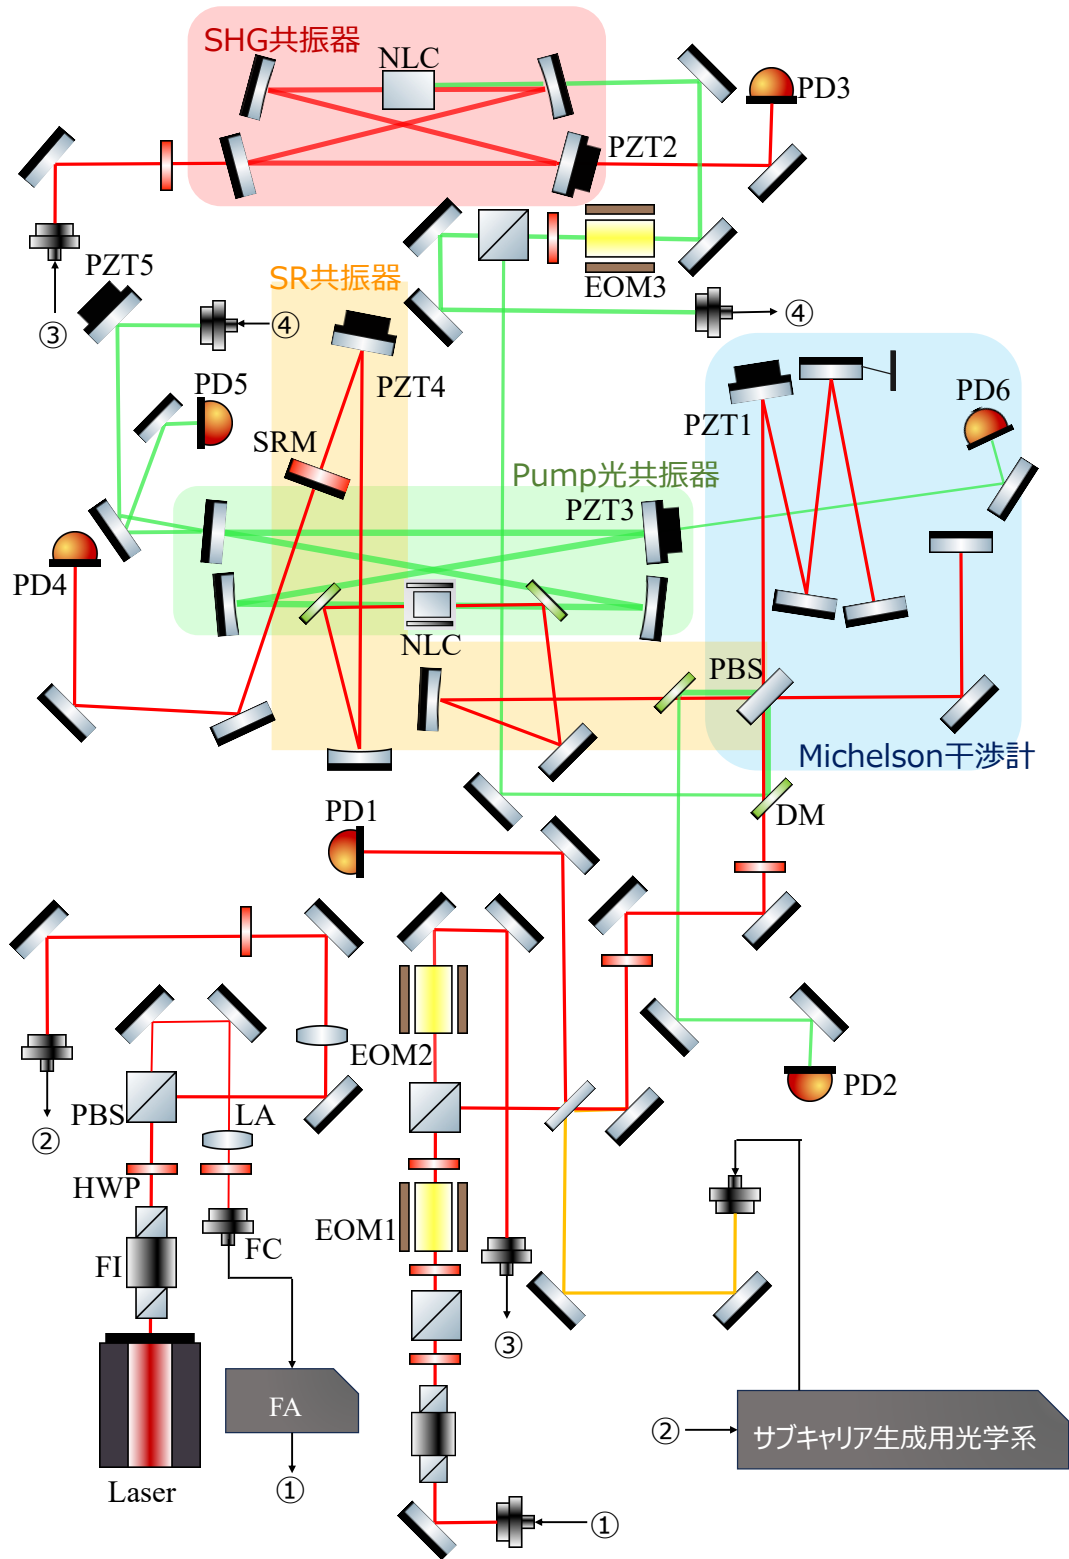 SHG共振器
NLC
PD3
PZT2
PZT5
SR共振器
EOM3
③
④
④
PZT4
PD5
PZT1
PD6
SRM
Pump光共振器
PZT3
PD4
NLC
PBS
Michelson干渉計
PD1
DM
EOM2
PD2
PBS
LA
②
HWP
EOM1
FC
FI
③
FA
サブキャリア生成用光学系
②
Laser
①
①